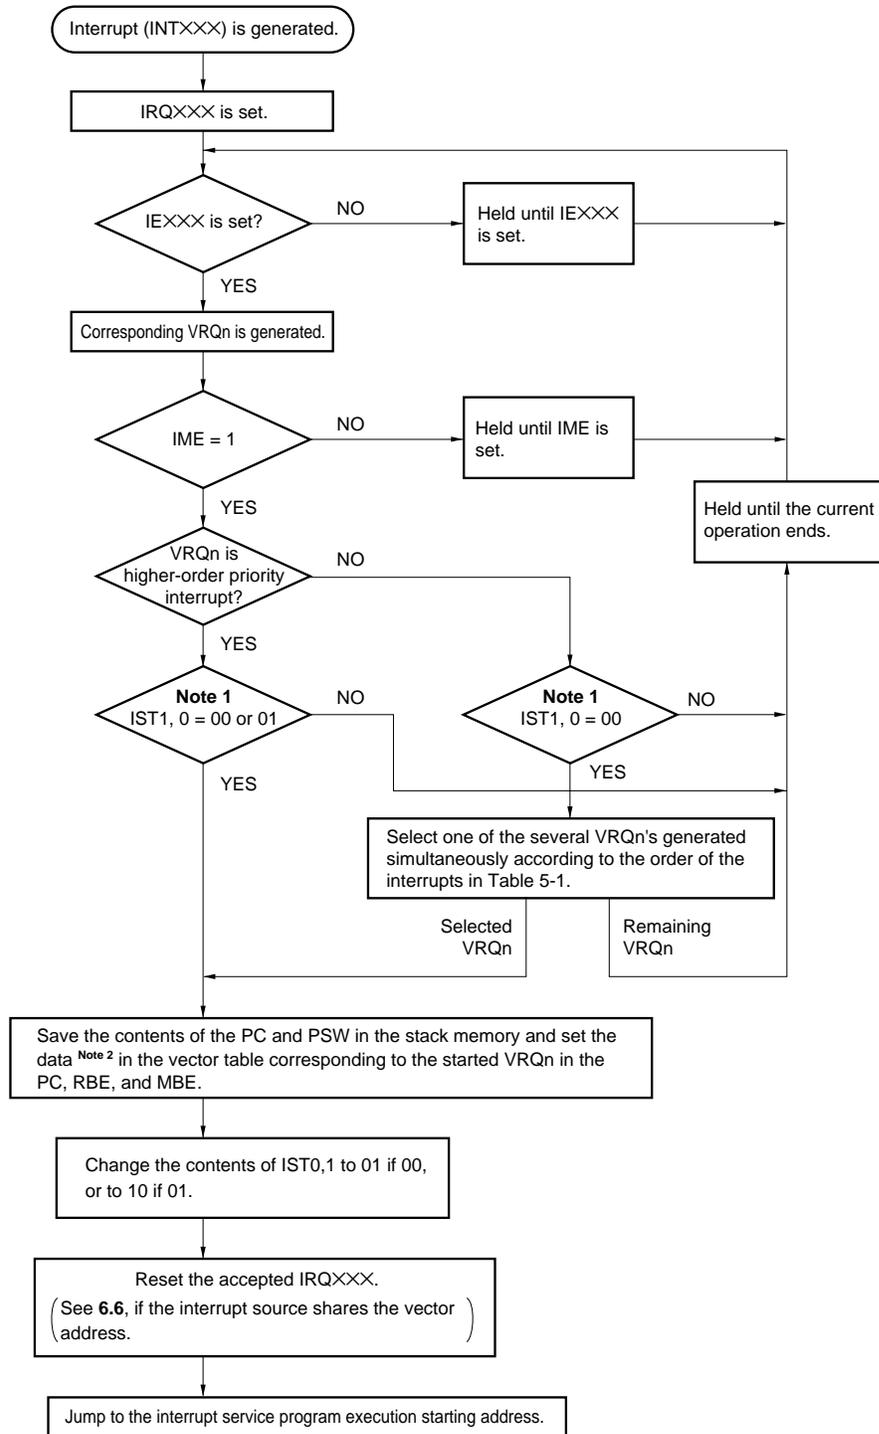 Interrupt (INT×××) is generated.
IRQ××× is set.
IE××× is set?
NO
Held until IE×××
is set.
YES
Corresponding VRQn is generated.
IME = 1
NO
Held until IME is
set.
YES
Held until the current
operation ends.
VRQn is
higher-order priority
interrupt?
NO
YES
Note 1
IST1, 0 = 00 or 01
NO
Note 1
IST1, 0 = 00
NO
YES
YES
Select one of the several VRQn's generated
simultaneously according to the order of the
interrupts in Table 5-1.
Selected
VRQn
Remaining
VRQn
Save the contents of the PC and PSW in the stack memory and set the
data Note 2 in the vector table corresponding to the started VRQn in the
PC, RBE, and MBE.
Change the contents of IST0,1 to 01 if 00,
or to 10 if 01.
Reset the accepted IRQ×××.
(See 6.6, if the interrupt source shares the vector
address.)
Jump to the interrupt service program execution starting address.